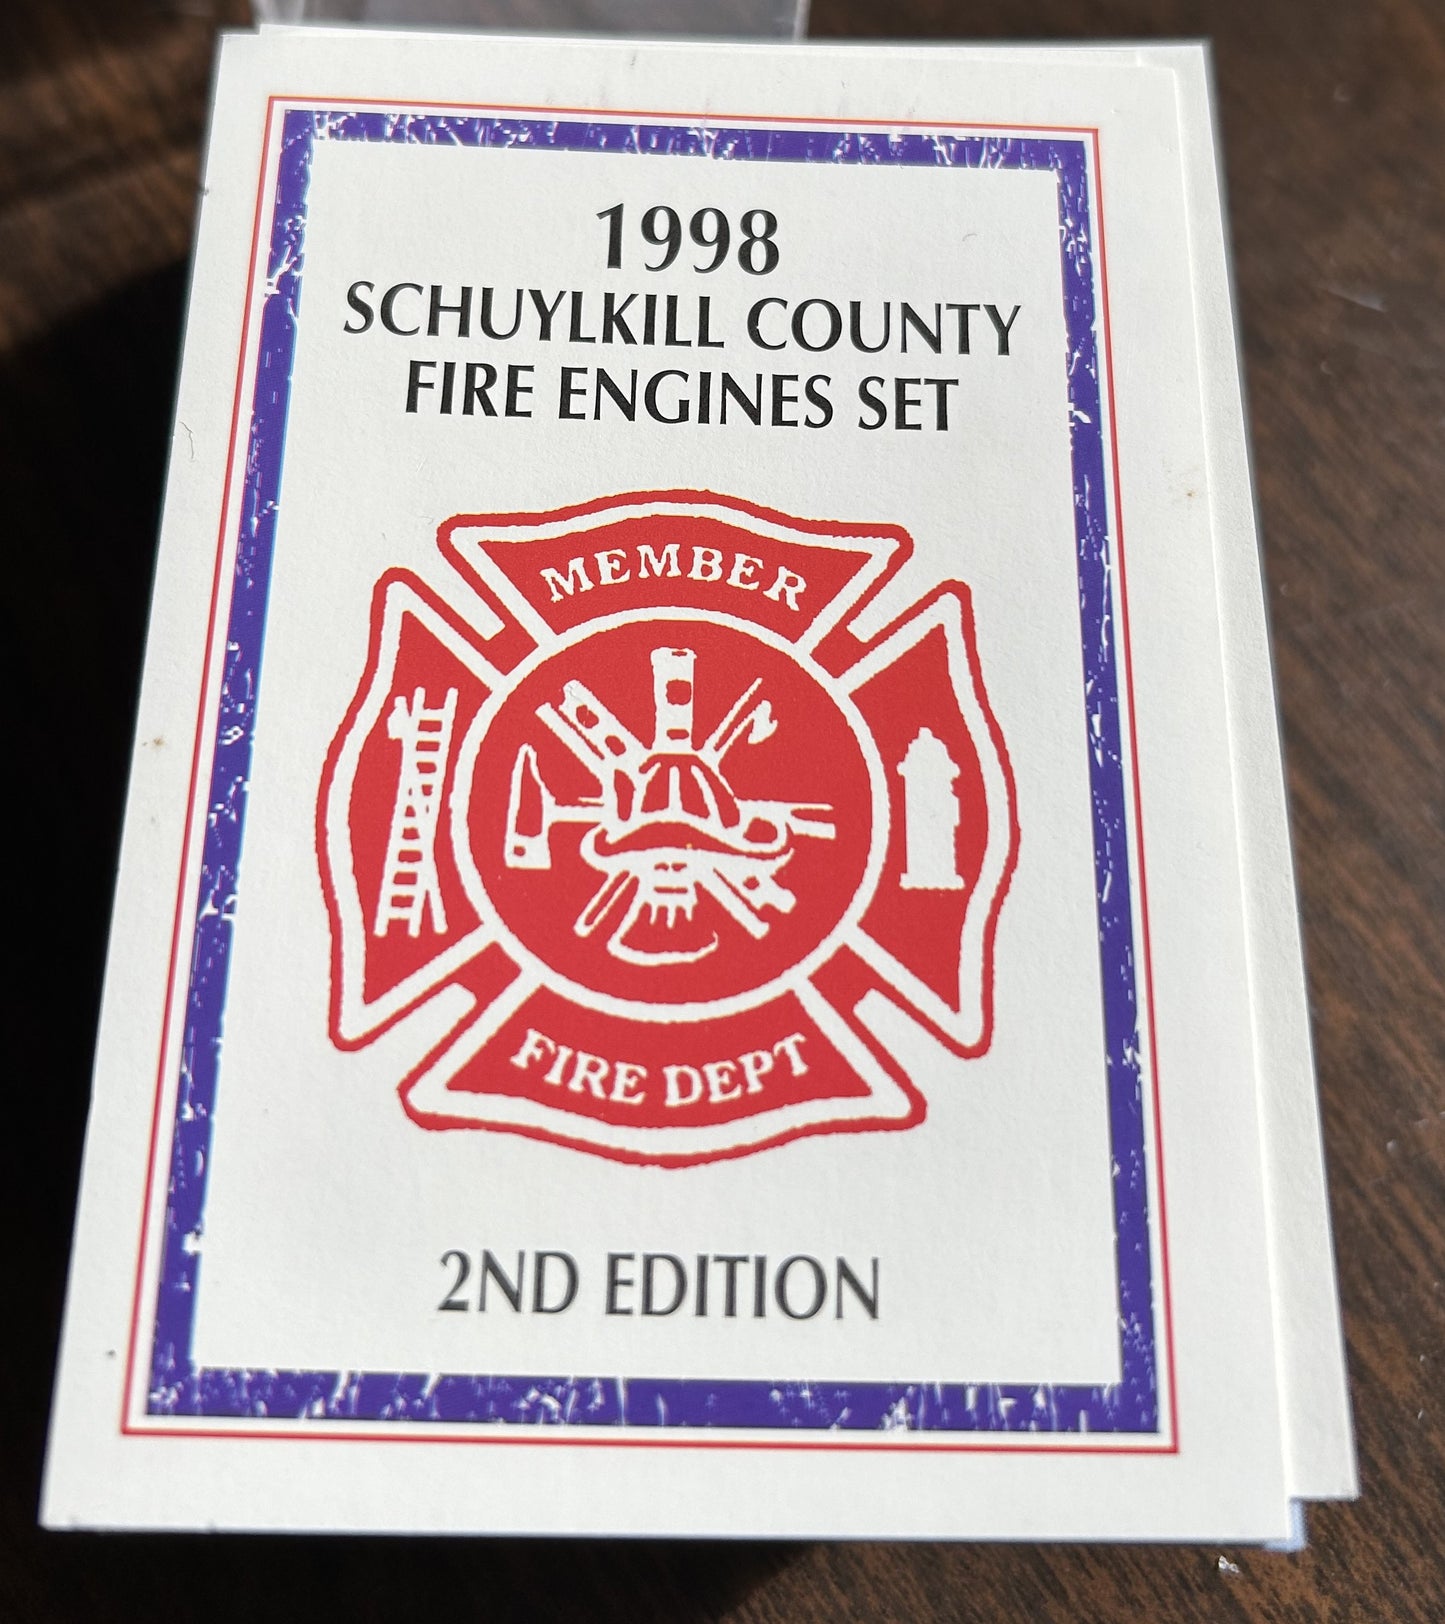 1998
SCHUYLKILL COUNTY
FIRE ENGINES SET
MEMBER
FIRE DEPT
2ND EDITION